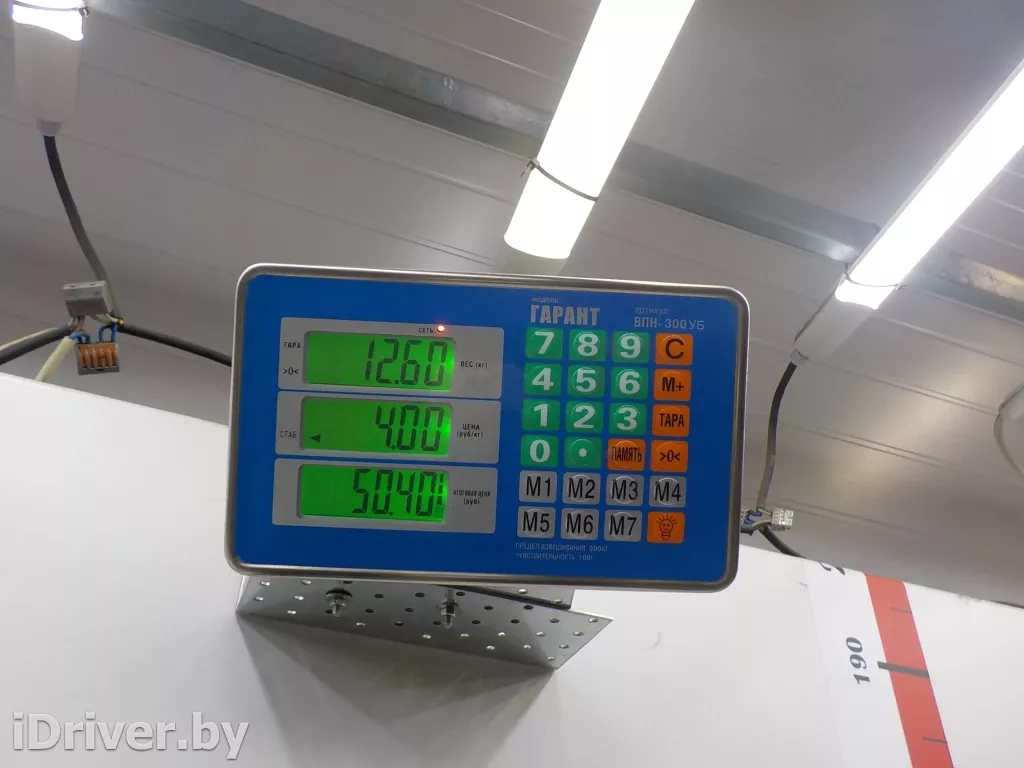 модель
ГАРАНТ
артикул
ВПН-300УБ
СЕТЬ
ТАРА
>0<
12.60
ВЕС (кг)
СТАБ
4.00
ЦЕНА
(руб/кг)
50.40
ИТОГОВАЯ ЦЕНА
(руб)
7 8 9 C
4 5 6 M+
1 2 3 ТАРА
0 • ПАМЯТЬ >0<
M1 M2 M3 M4
M5 M6 M7
ПРЕДЕЛ ВЗВЕШИВАНИЯ 300КГ
ЧУВСТВИТЕЛЬНОСТЬ 100Г
190
iDriver.by